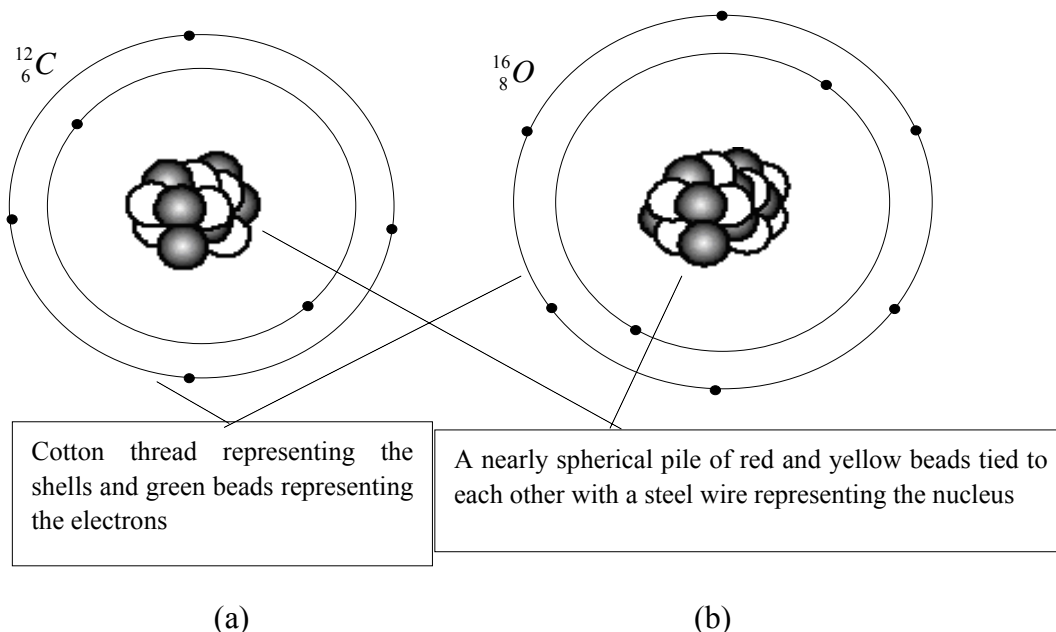 ¹²₆C
¹⁶₈O
Cotton thread representing the
shells and green beads representing
the electrons
A nearly spherical pile of red and yellow beads tied to
each other with a steel wire representing the nucleus
(a)
(b)